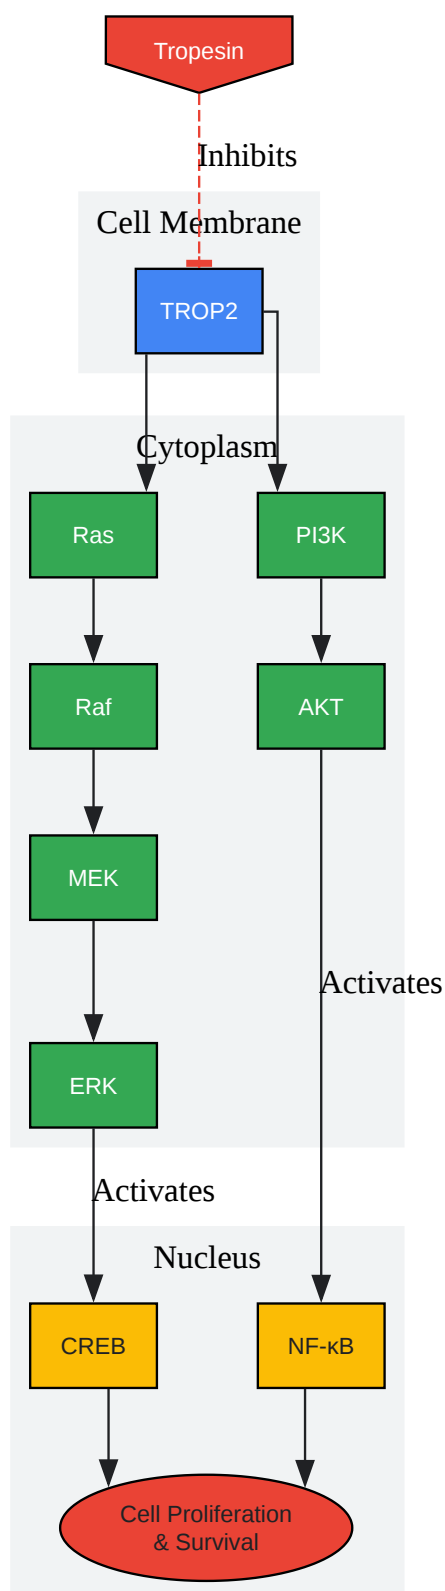 Tropesin
Inhibits
Cell Membrane
TROP2
Cytoplasm
Ras
PI3K
Raf
AKT
MEK
Activates
ERK
Activates
Nucleus
CREB
NF-κB
Cell Proliferation
& Survival